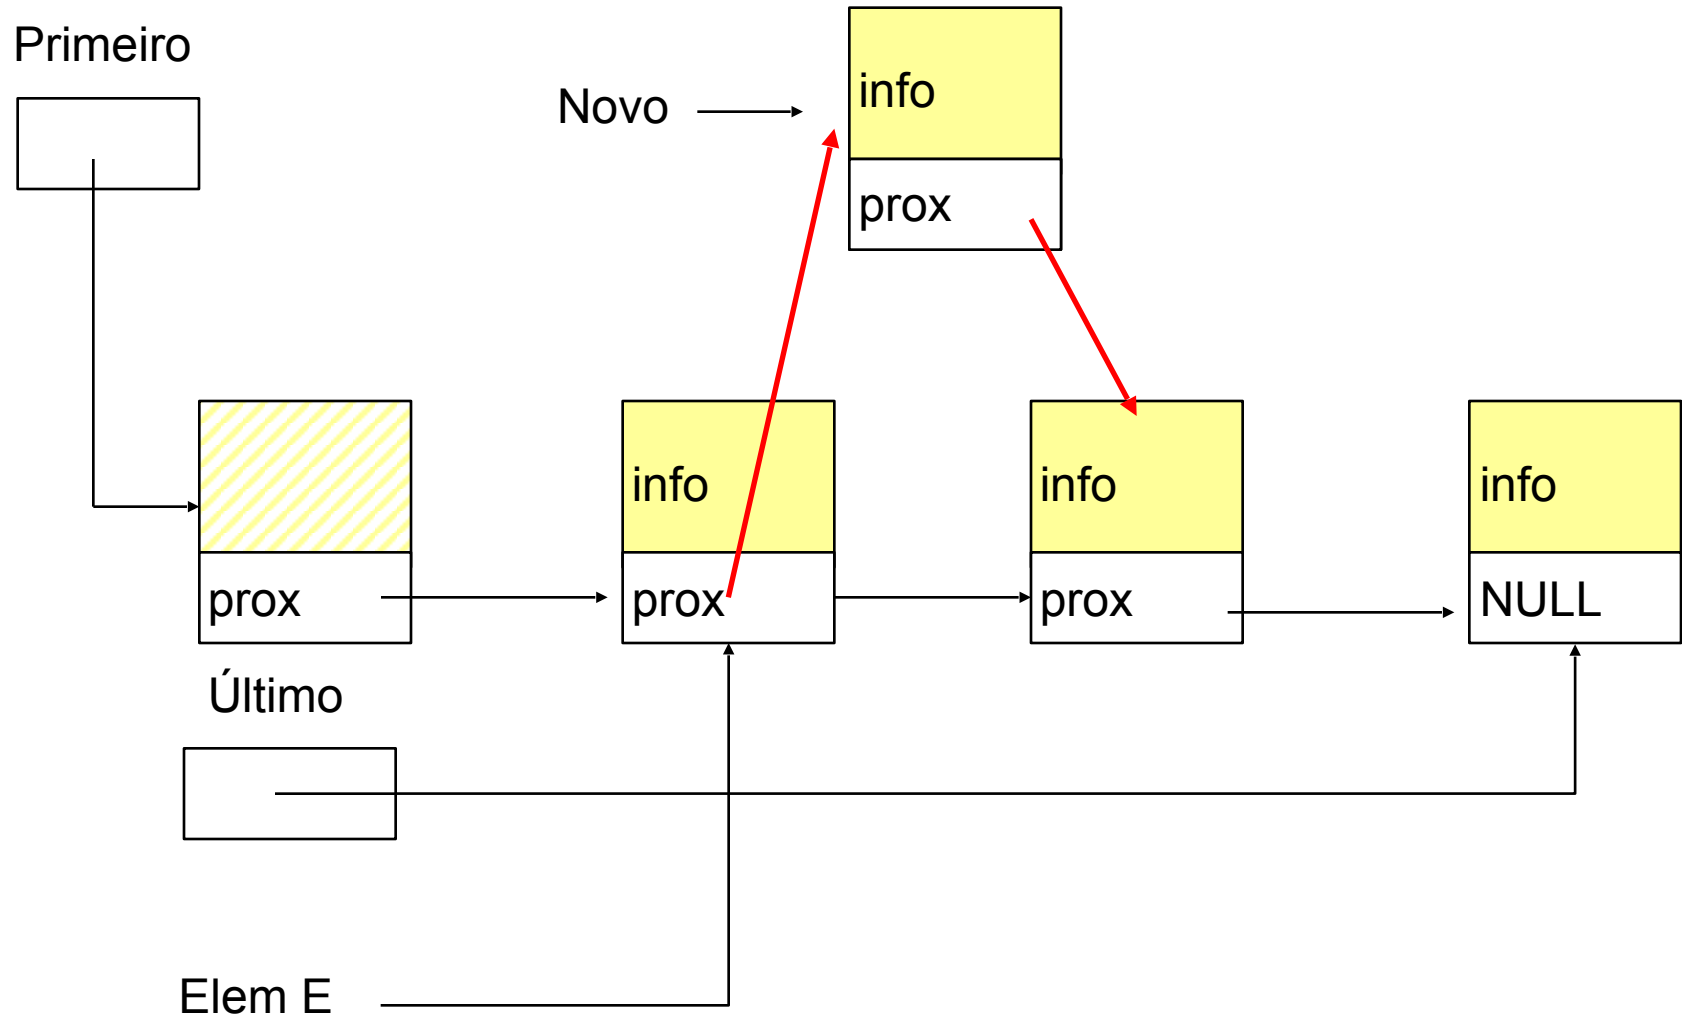 Primeiro
Novo
info
prox
info
info
info
prox
prox
prox
NULL
Último
Elem E